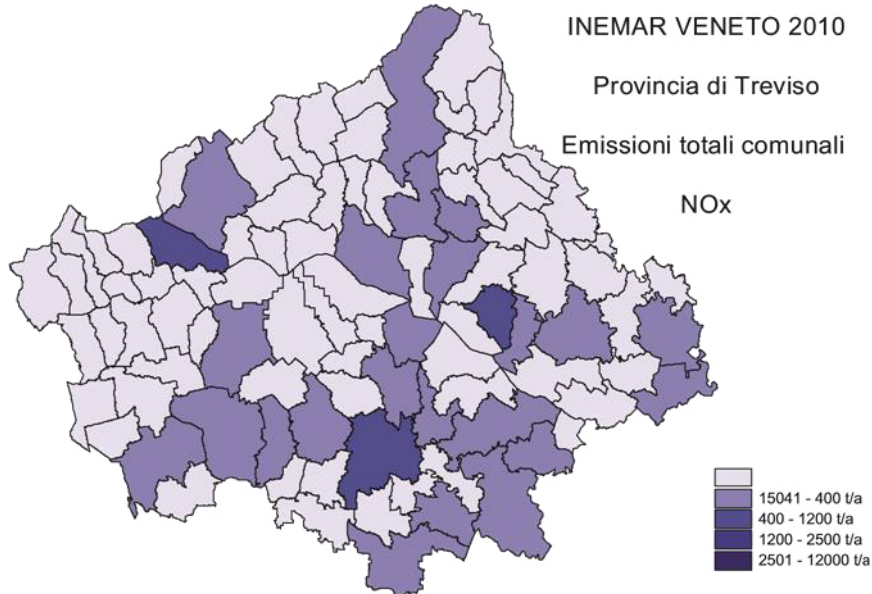 INEMAR VENETO 2010
Provincia di Treviso
Emissioni totali comunali
NOx
15041 - 400 t/a
400 - 1200 t/a
1200 - 2500 t/a
2501 - 12000 t/a